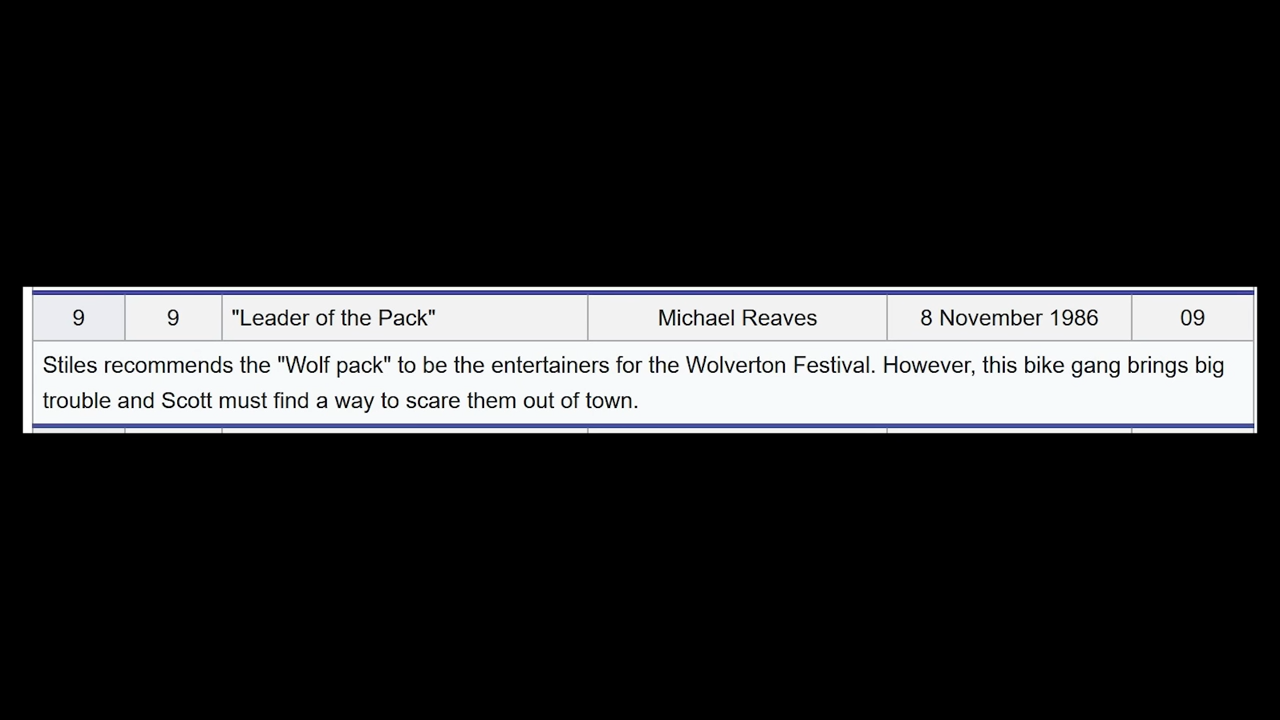 9 9 "Leader of the Pack" Michael Reaves 8 November 1986 09
Stiles recommends the "Wolf pack" to be the entertainers for the Wolverton Festival. However, this bike gang brings big
trouble and Scott must find a way to scare them out of town.